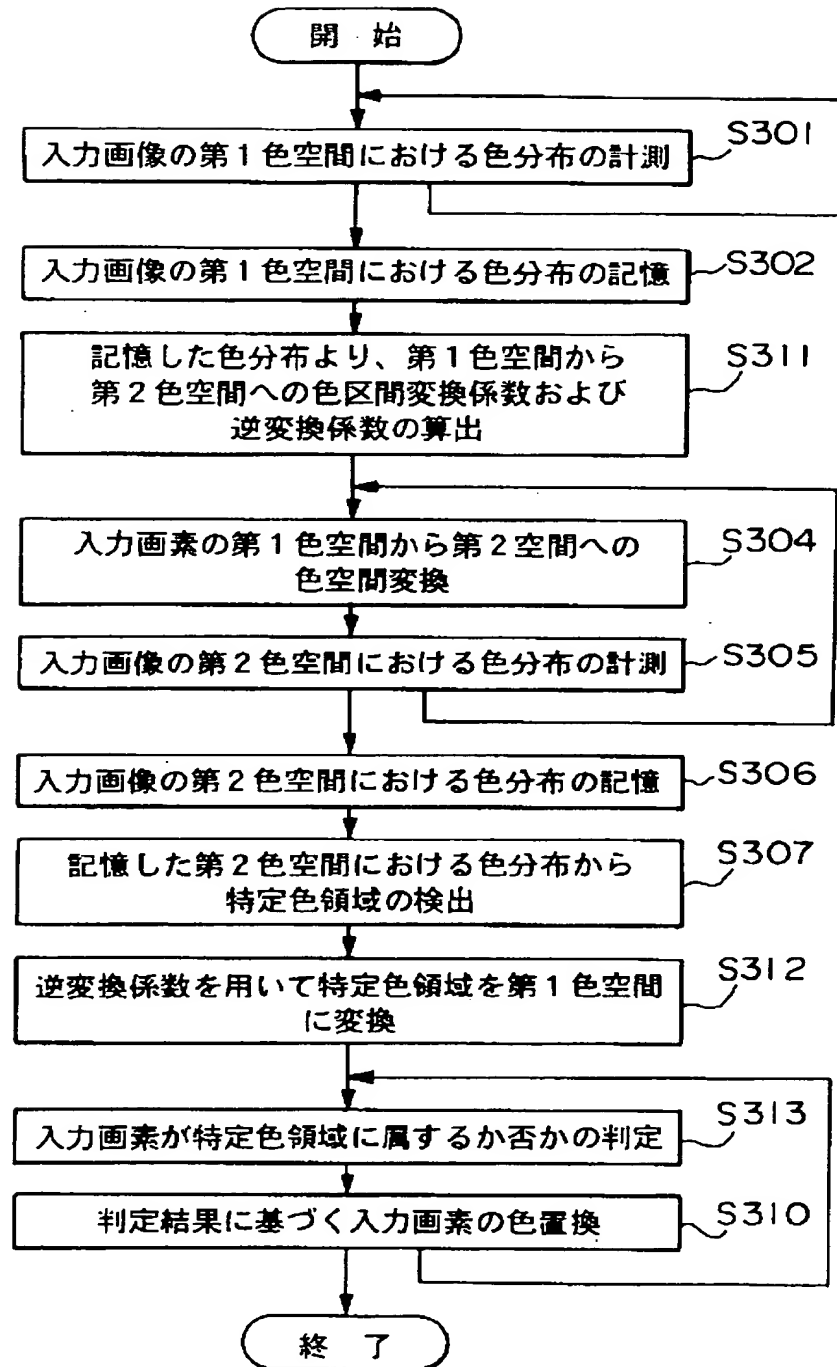 開 始
入力画像の第1色空間における色分布の計測
S301
入力画像の第1色空間における色分布の記憶
S302
記憶した色分布より、第1色空間から
第2色空間への色区間変換係数および
逆変換係数の算出
S311
入力画素の第1色空間から第2空間への
色空間変換
S304
入力画像の第2色空間における色分布の計測
S305
入力画像の第2色空間における色分布の記憶
S306
記憶した第2色空間における色分布から
特定色領域の検出
S307
逆変換係数を用いて特定色領域を第1色空間
に変換
S312
入力画素が特定色領域に属するか否かの判定
S313
判定結果に基づく入力画素の色置換
S310
終 了